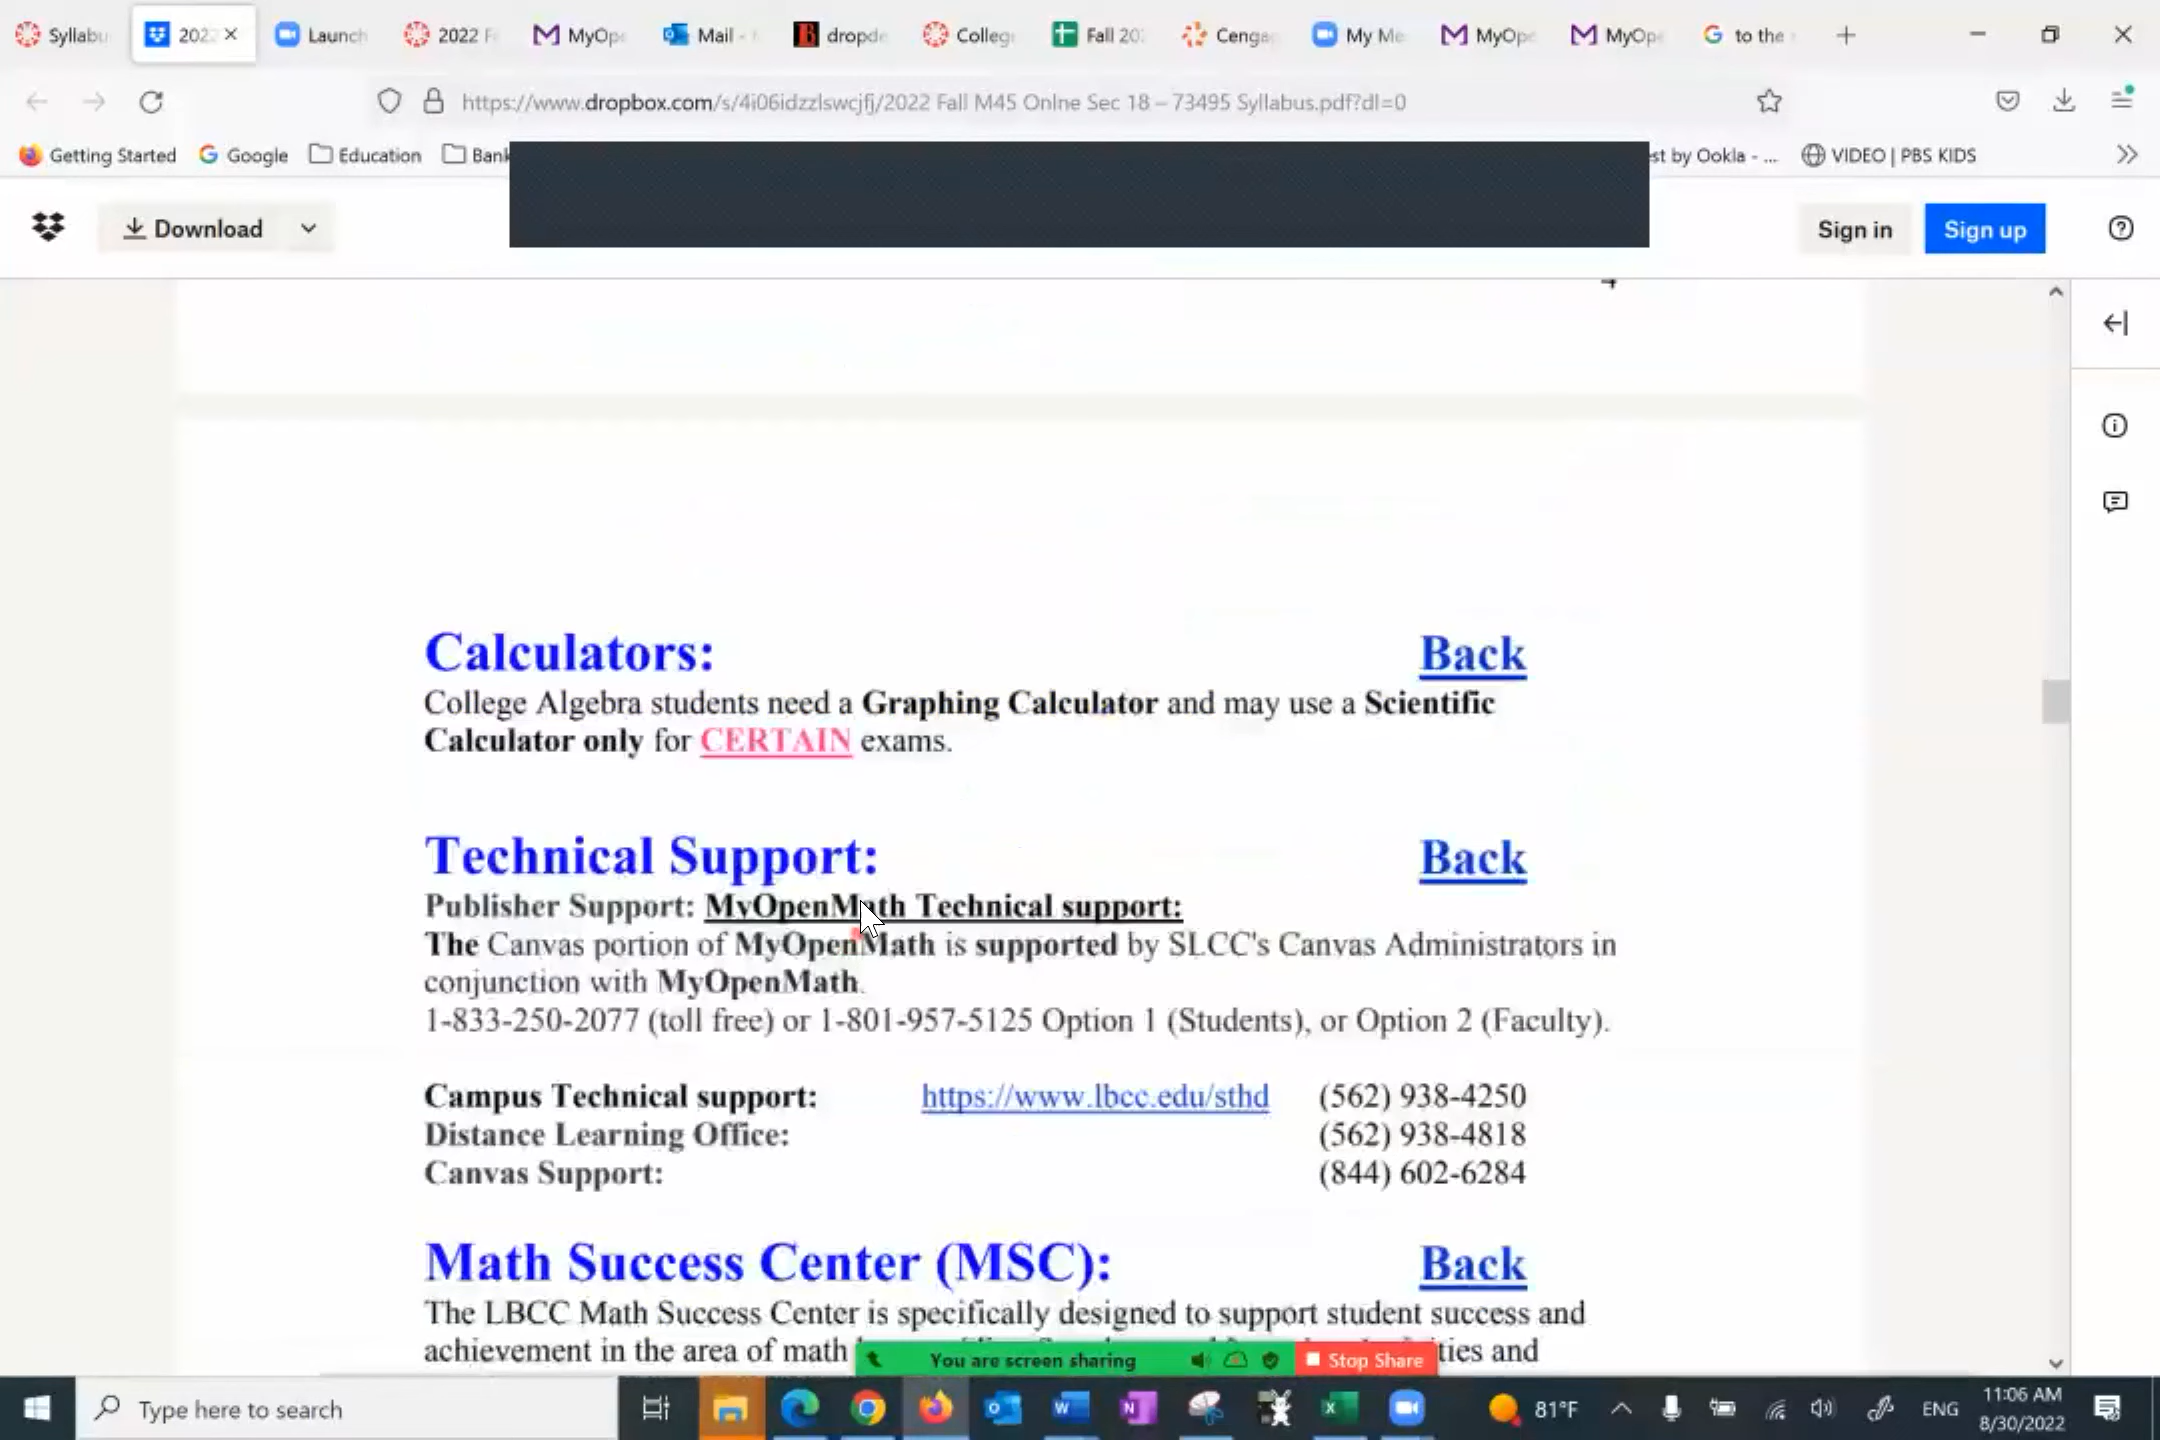 Syllabu
2022
Launch
2022 F
MyOpe
Mail -
dropde
College
Fall 202
Cenga
My Me
MyOpe
MyOpe
to the
https://www.dropbox.com/s/4i06idzzlswcjfj/2022 Fall M45 Onlne Sec 18 – 73495 Syllabus.pdf?dl=0
Getting Started
Google
Education
Bank
st by Ookla - ...
VIDEO | PBS KIDS
Download
Sign in
Sign up
Calculators: Back
College Algebra students need a Graphing Calculator and may use a Scientific
Calculator only for CERTAIN exams.
Technical Support: Back
Publisher Support: MyOpenMath Technical support:
The Canvas portion of MyOpenMath is supported by SLCC's Canvas Administrators in
conjunction with MyOpenMath.
1-833-250-2077 (toll free) or 1-801-957-5125 Option 1 (Students), or Option 2 (Faculty).
Campus Technical support: https://www.lbcc.edu/sthd (562) 938-4250
Distance Learning Office: (562) 938-4818
Canvas Support: (844) 602-6284
Math Success Center (MSC): Back
The LBCC Math Success Center is specifically designed to support student success and
achievement in the area of math
ties and
You are screen sharing
Stop Share
Type here to search
81°F
ENG
11:06 AM
8/30/2022